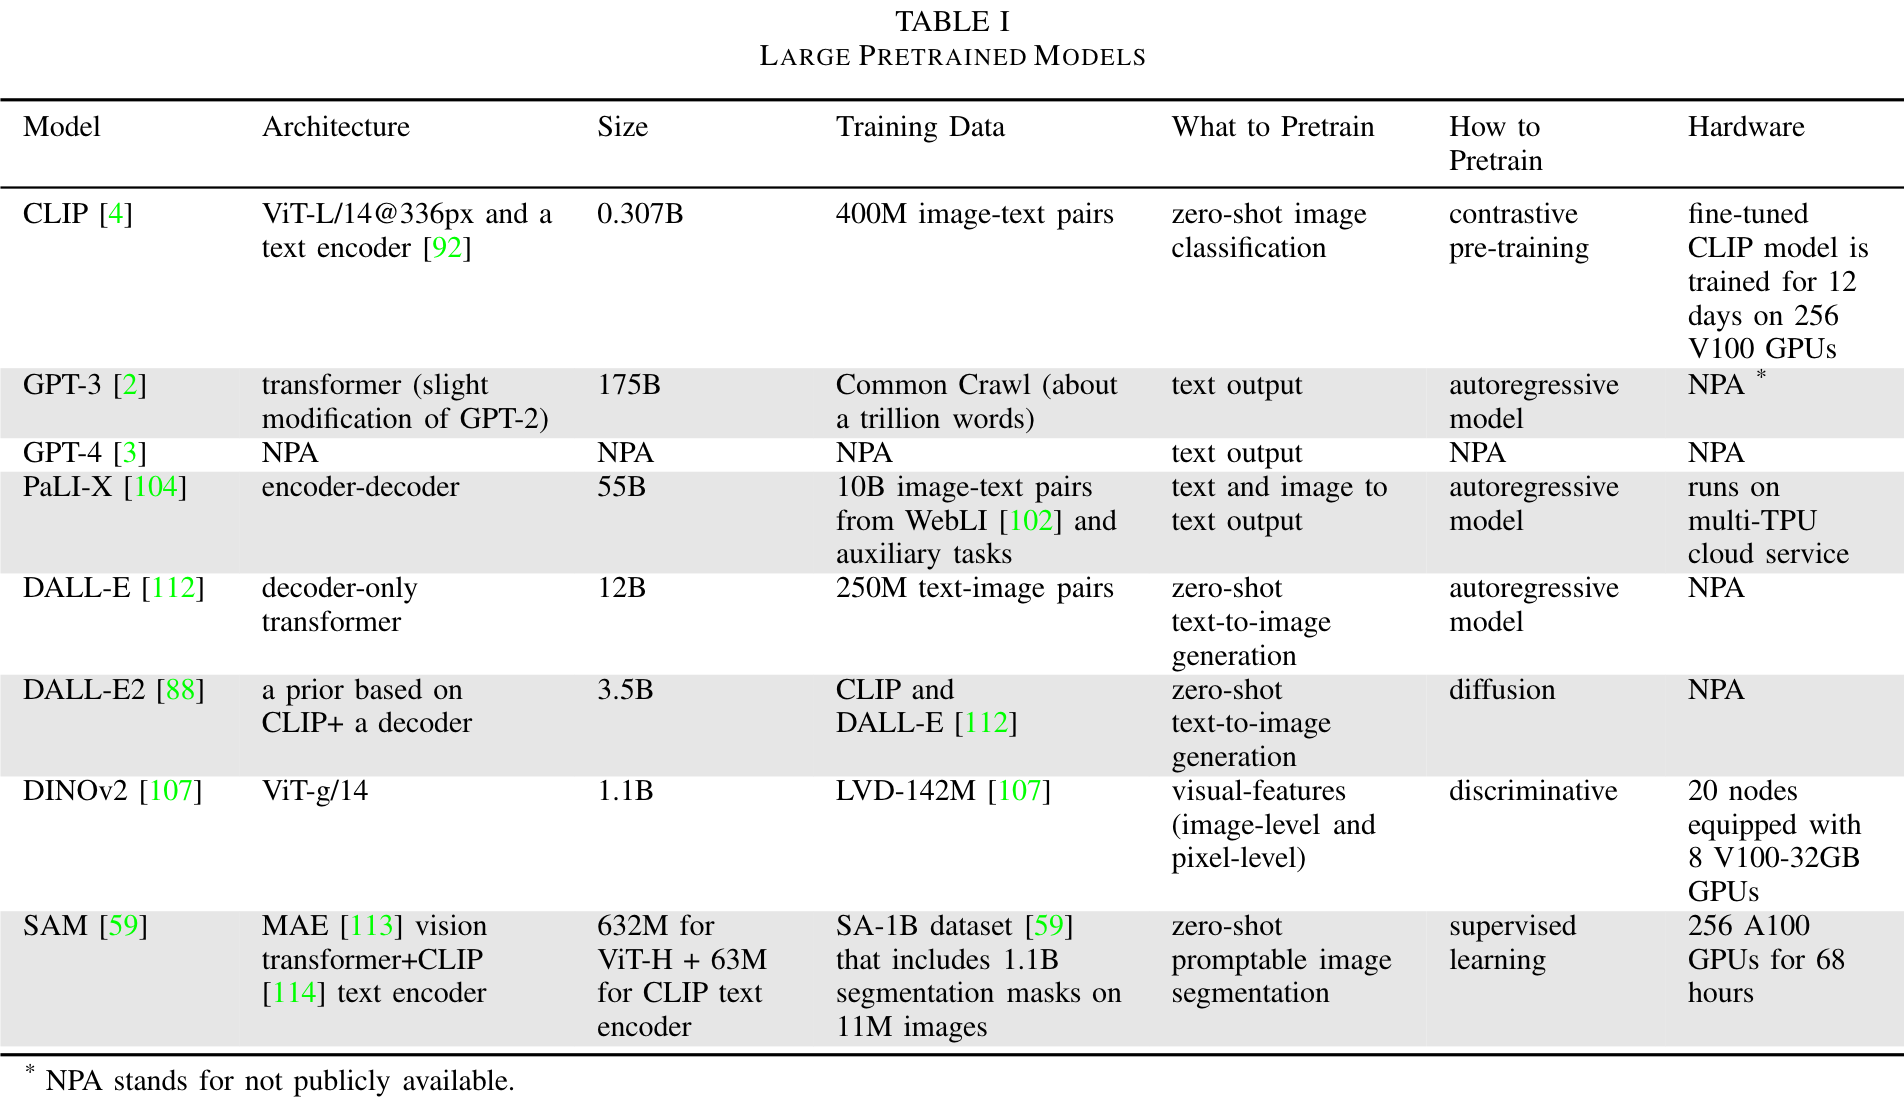 TABLE I
LARGE PRETRAINED MODELS
Model Architecture Size Training Data What to Pretrain How to Pretrain Hardware
CLIP [4] ViT-L/14@336px and a text encoder [92] 0.307B 400M image-text pairs zero-shot image classification contrastive pre-training fine-tuned CLIP model is trained for 12 days on 256 V100 GPUs
GPT-3 [2] transformer (slight modification of GPT-2) 175B Common Crawl (about a trillion words) text output autoregressive model NPA *
GPT-4 [3] NPA NPA NPA text output NPA NPA
PaLI-X [104] encoder-decoder 55B 10B image-text pairs from WebLI [102] and auxiliary tasks text and image to text output autoregressive model runs on multi-TPU cloud service
DALL-E [112] decoder-only transformer 12B 250M text-image pairs zero-shot text-to-image generation autoregressive model NPA
DALL-E2 [88] a prior based on CLIP+ a decoder 3.5B CLIP and DALL-E [112] zero-shot text-to-image generation diffusion NPA
DINOv2 [107] ViT-g/14 1.1B LVD-142M [107] visual-features (image-level and pixel-level) discriminative 20 nodes equipped with 8 V100-32GB GPUs
SAM [59] MAE [113] vision transformer+CLIP [114] text encoder 632M for ViT-H + 63M for CLIP text encoder SA-1B dataset [59] that includes 1.1B segmentation masks on 11M images zero-shot promptable image segmentation supervised learning 256 A100 GPUs for 68 hours
* NPA stands for not publicly available.